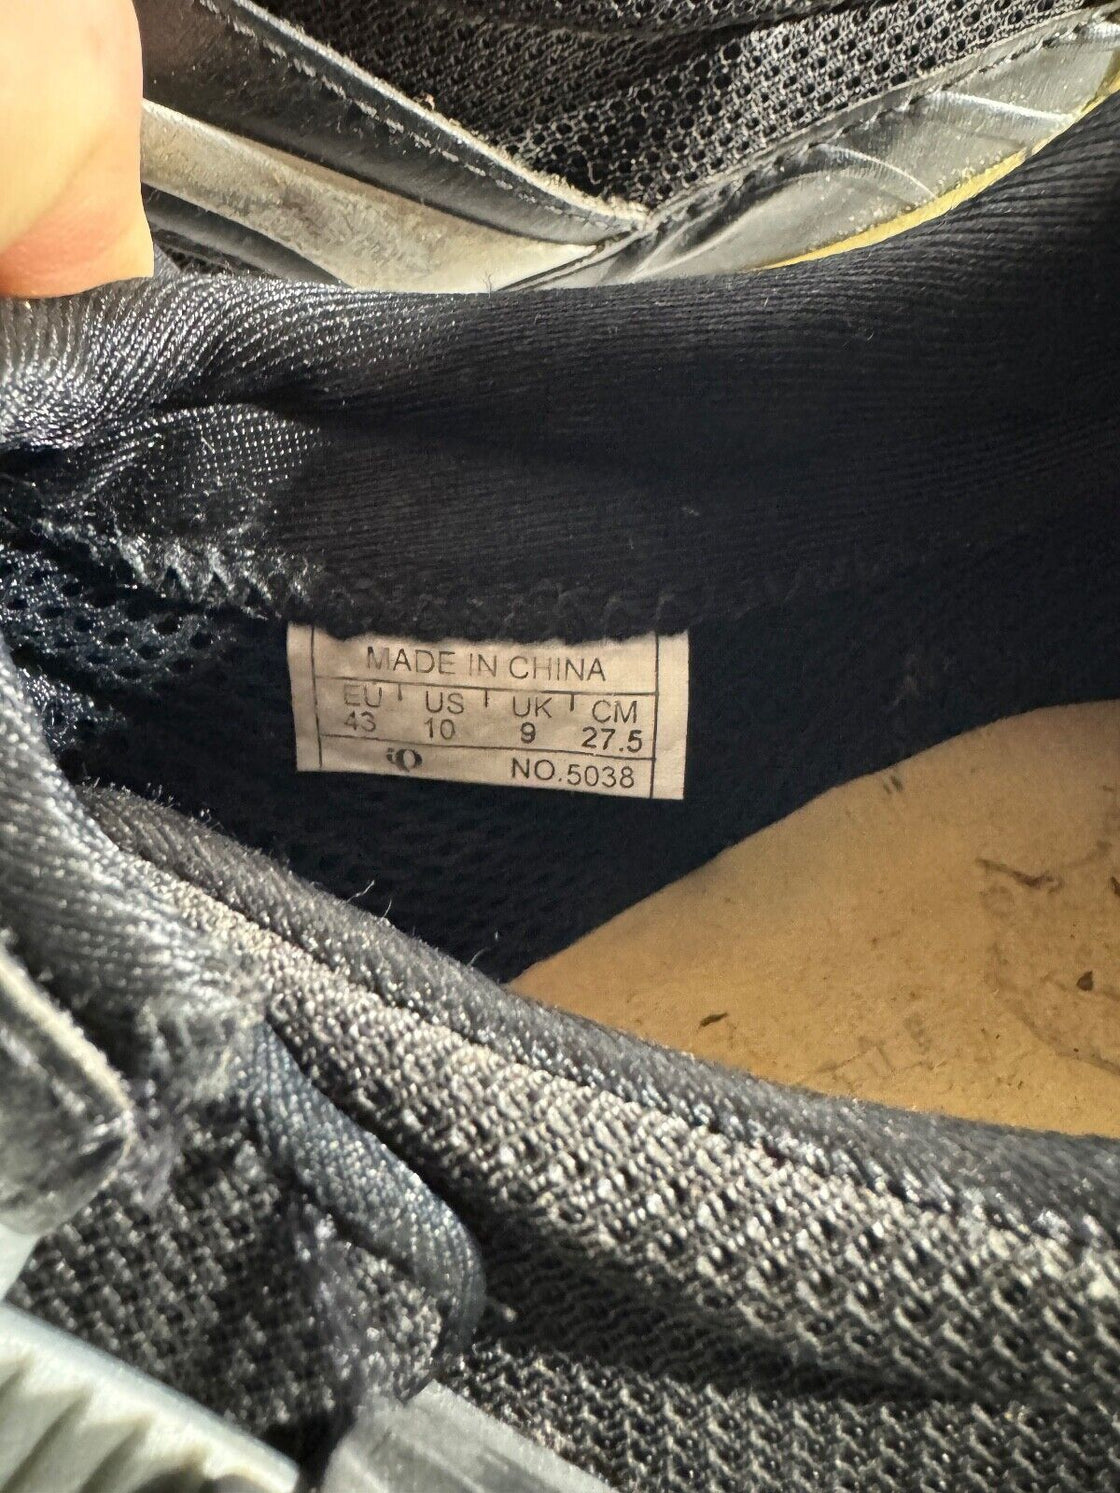 MADE IN CHINA
EU US UK CM
43 10 9 27.5
NO.5038